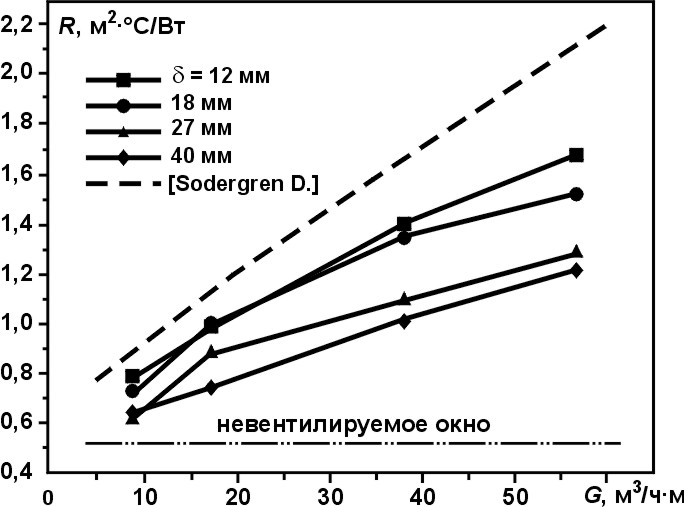 2,2
R, м²·°С/Вт
2,0
δ = 12 мм
18 мм
1,8
27 мм
40 мм
1,6
[Sodergren D.]
1,4
1,2
1,0
0,8
0,6
невентилируемое окно
0,4
0 10 20 30 40 50 G, м³/ч·м